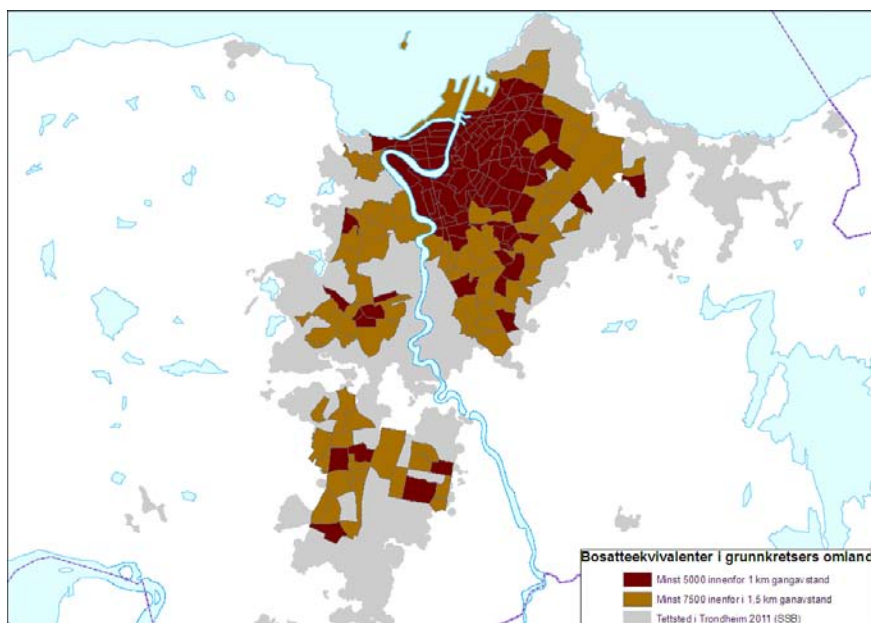 Bosatteekvivalenter i grunnkretsers omland
Minst 5000 innenfor 1 km gangavstand
Minst 7500 innenfor i 1.5 km ganavstand
Tettsted i Trondheim 2011 (SSB)